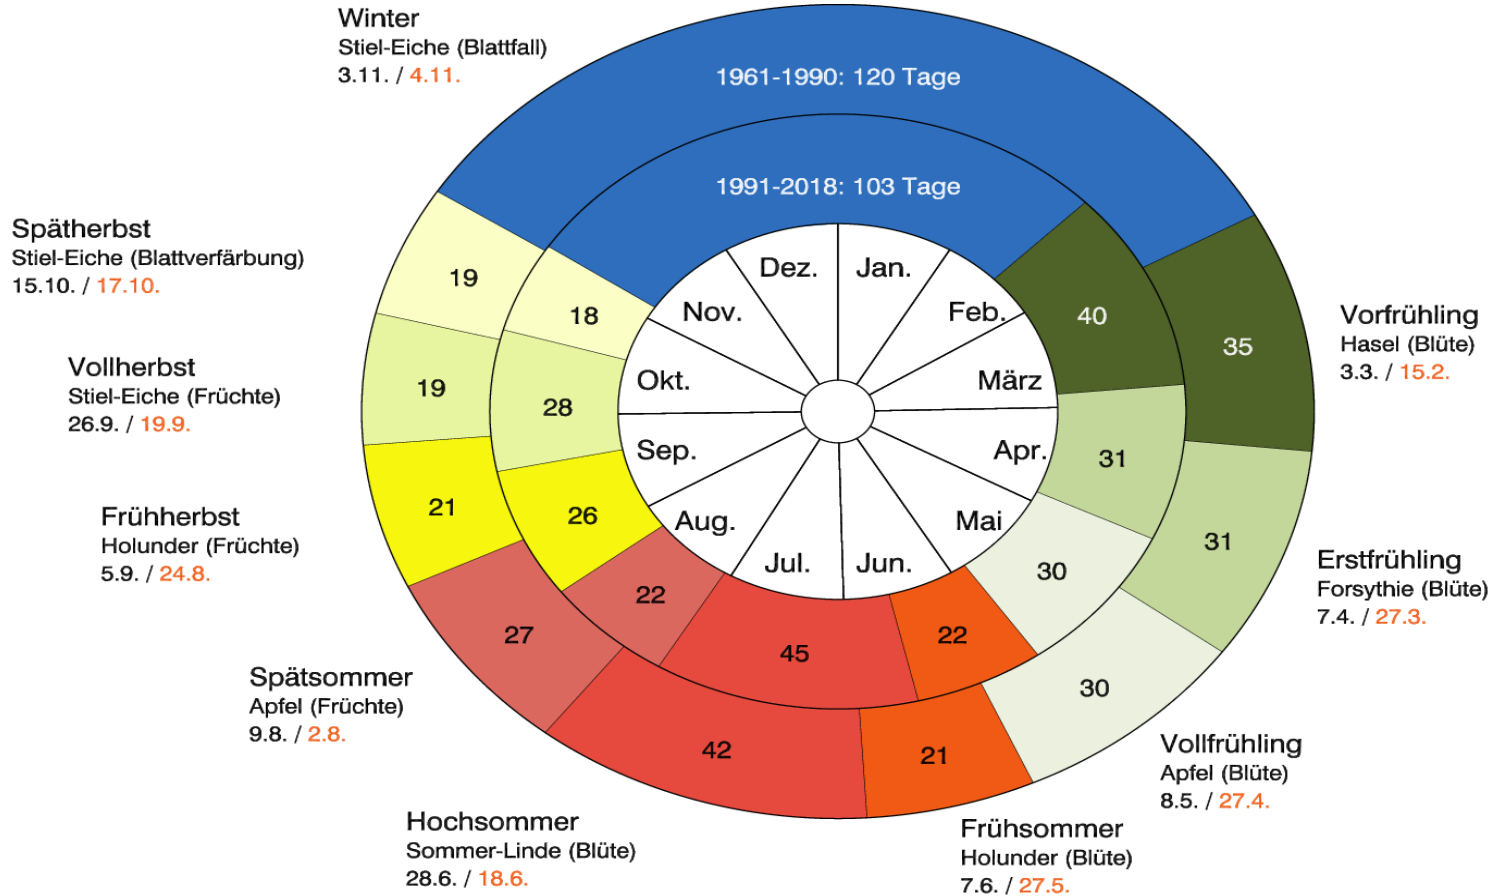 Winter
Stiel-Eiche (Blattfall)
3.11. / 4.11.
1961-1990: 120 Tage
1991-2018: 103 Tage
Spätherbst
Stiel-Eiche (Blattverfärbung)
15.10. / 17.10.
Vollherbst
Stiel-Eiche (Früchte)
26.9. / 19.9.
Frühherbst
Holunder (Früchte)
5.9. / 24.8.
Spätsommer
Apfel (Früchte)
9.8. / 2.8.
Hochsommer
Sommer-Linde (Blüte)
28.6. / 18.6.
Frühsommer
Holunder (Blüte)
7.6. / 27.5.
Vollfrühling
Apfel (Blüte)
8.5. / 27.4.
Erstfrühling
Forsythie (Blüte)
7.4. / 27.3.
Vorfrühling
Hasel (Blüte)
3.3. / 15.2.
35
31
30
21
42
27
21
19
19
40
31
30
22
45
22
26
28
18
Jan.
Feb.
März
Apr.
Mai
Jun.
Jul.
Aug.
Sep.
Okt.
Nov.
Dez.